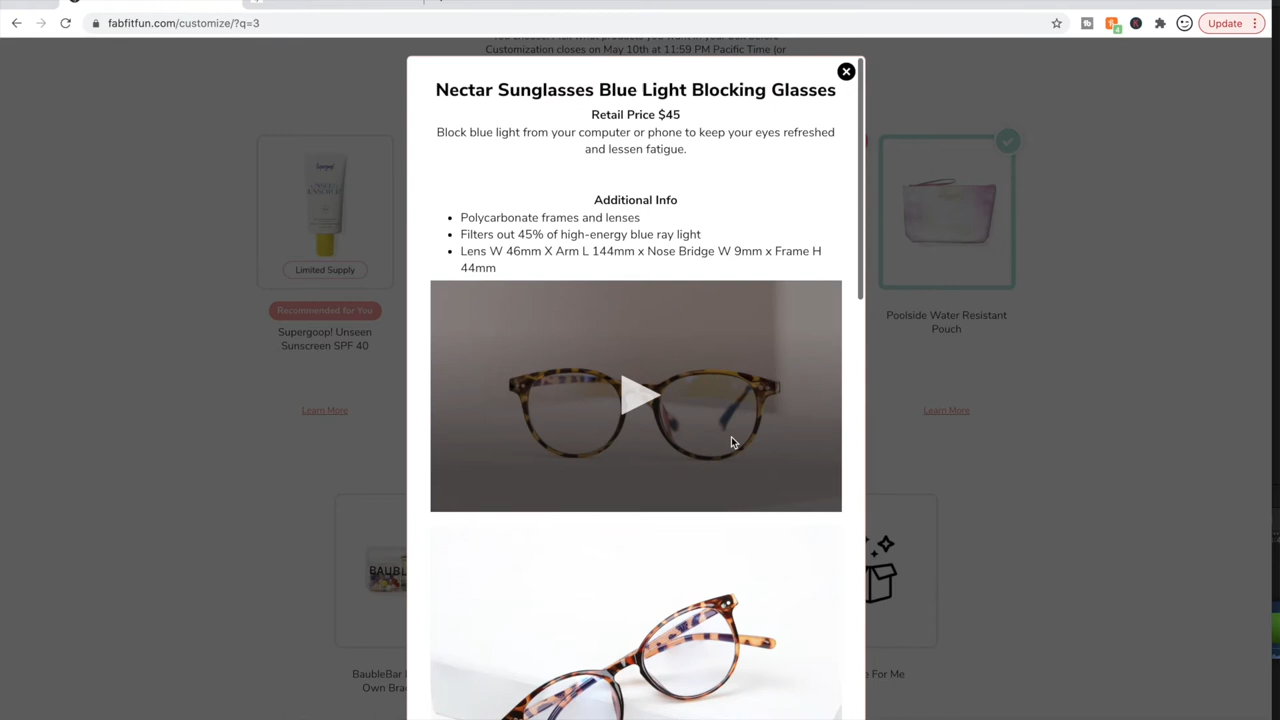 fabfitfun.com/customize/?q=3
Update
Customization closes on May 10th at 11:59 PM Pacific Time (or
Nectar Sunglasses Blue Light Blocking Glasses
Retail Price $45
Block blue light from your computer or phone to keep your eyes refreshed
and lessen fatigue.
Additional Info
• Polycarbonate frames and lenses
• Filters out 45% of high-energy blue ray light
• Lens W 46mm X Arm L 144mm x Nose Bridge W 9mm x Frame H
44mm
Supergoop!
Limited Supply
Recommended for You
Supergoop! Unseen
Sunscreen SPF 40
Learn More
Poolside Water Resistant
Pouch
Learn More
BAUBL
BaubleBar
Own Bra
e For Me